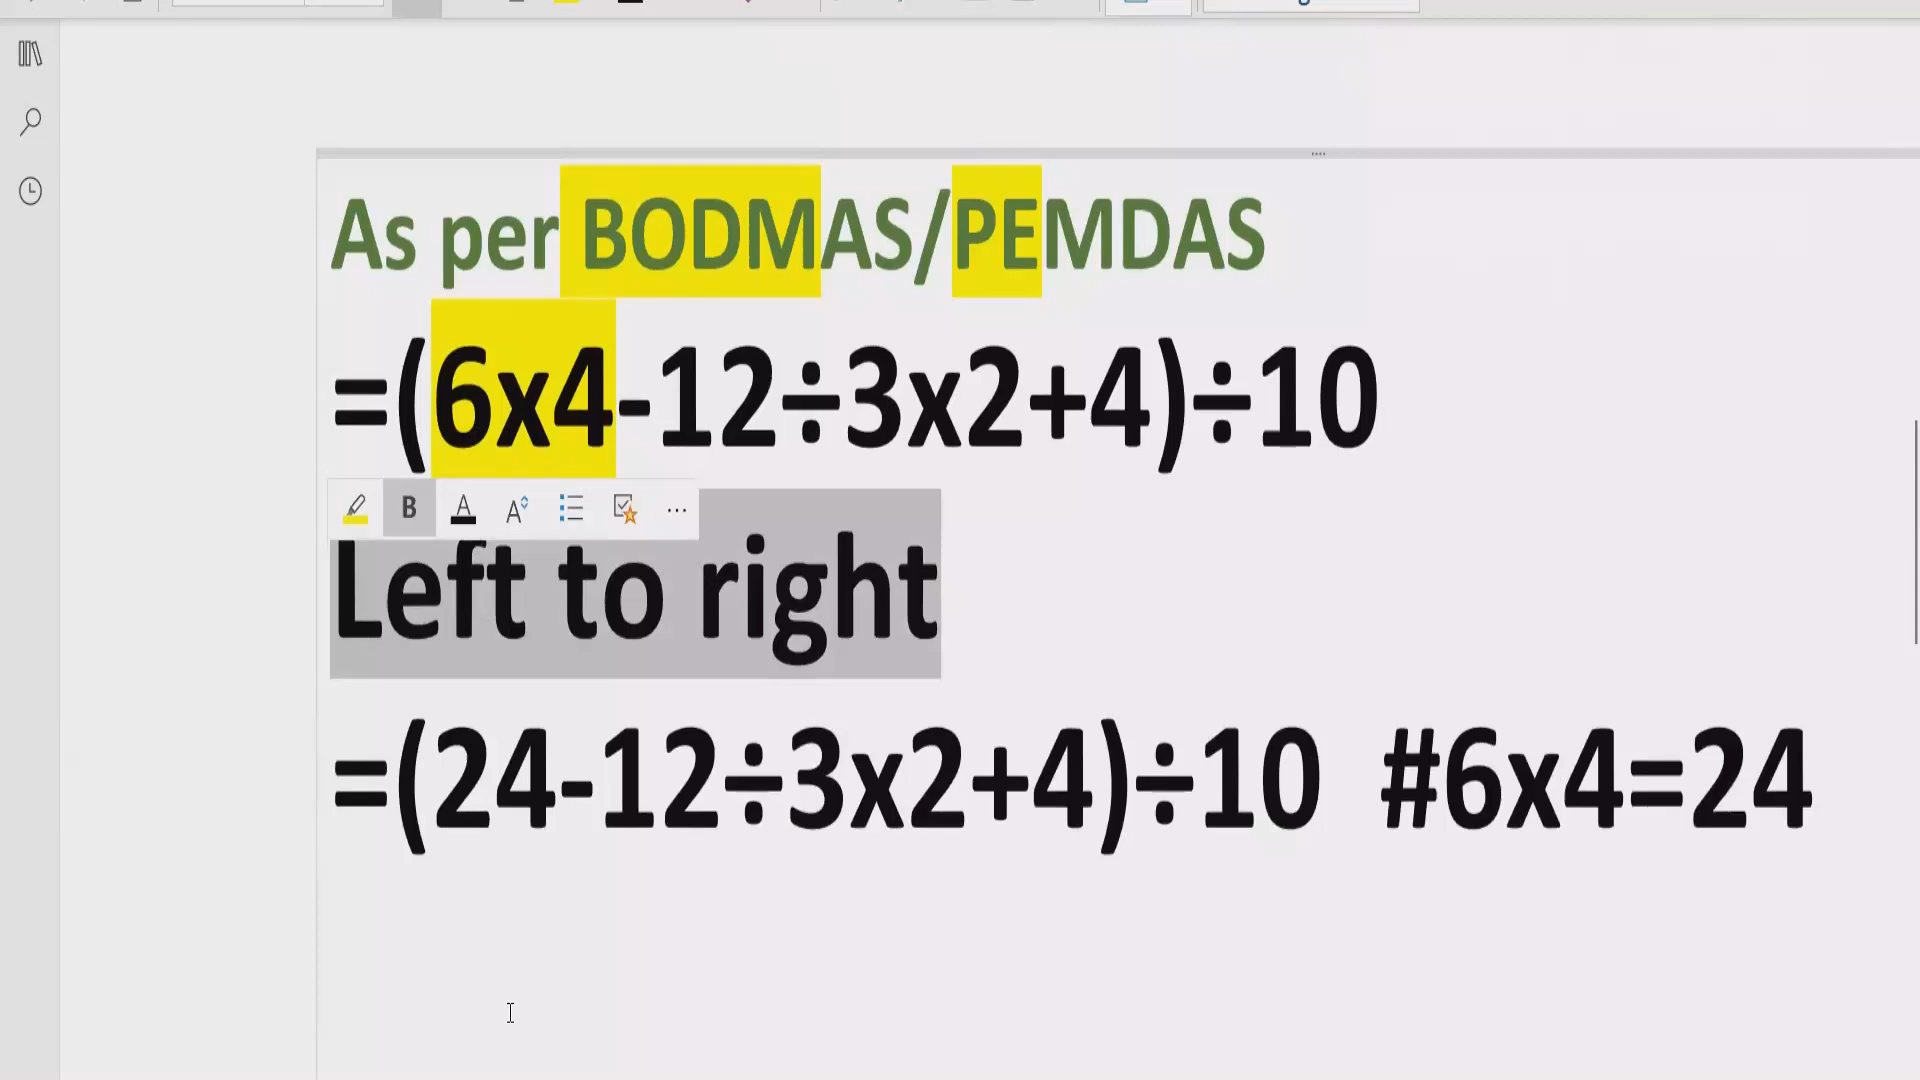 As per BODMAS/PEMDAS
=(6x4-12÷3x2+4)÷10
B A A ...
Left to right
=(24-12÷3x2+4)÷10 #6x4=24